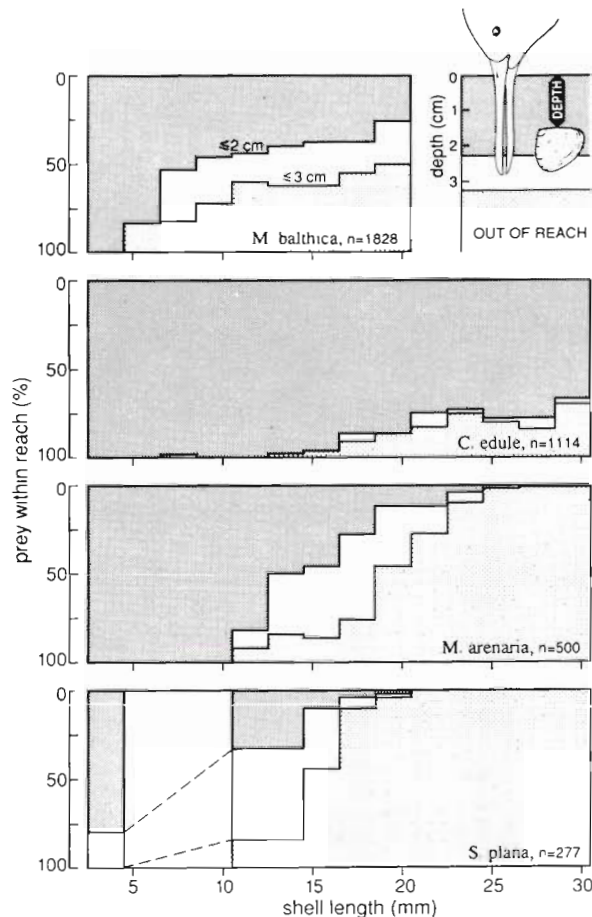 0
50
100
≤2 cm
≤3 cm
M. balthica, n=1828
depth (cm)
0
1
2
3
DEPTH
OUT OF REACH
prey within reach (%)
0
50
100
C. edule, n=1114
0
50
100
M. arenaria, n=500
0
50
100
S. plana, n=277
5 10 15 20 25 30
shell length (mm)